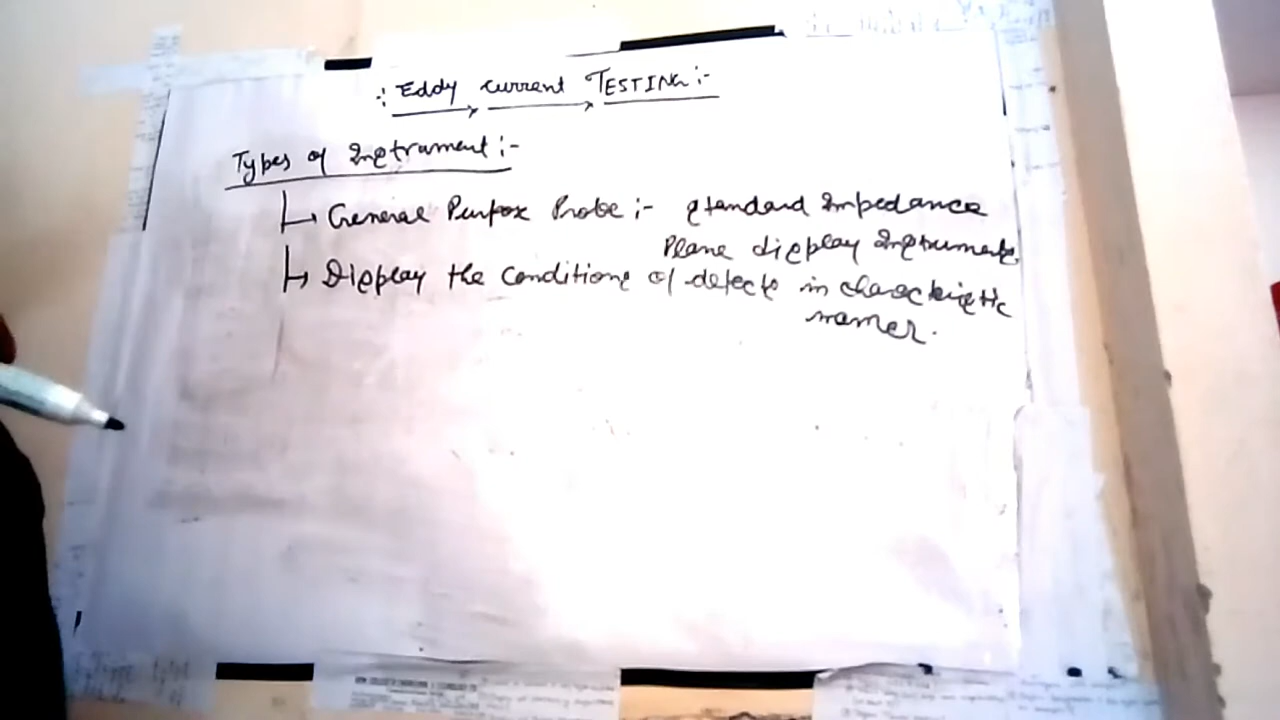 :- Eddy current TESTING :-
Types of Instrument :-
General Purpose Probe :- standard Impedance
Plane display Instruments.
Display the conditions of defects in characteristic
manner.